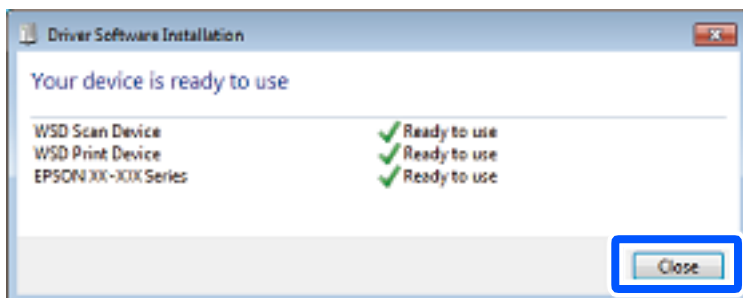 Driver Software Installation
Your device is ready to use
WSD Scan Device Ready to use
WSD Print Device Ready to use
EPSON XX-XXX Series Ready to use
Close